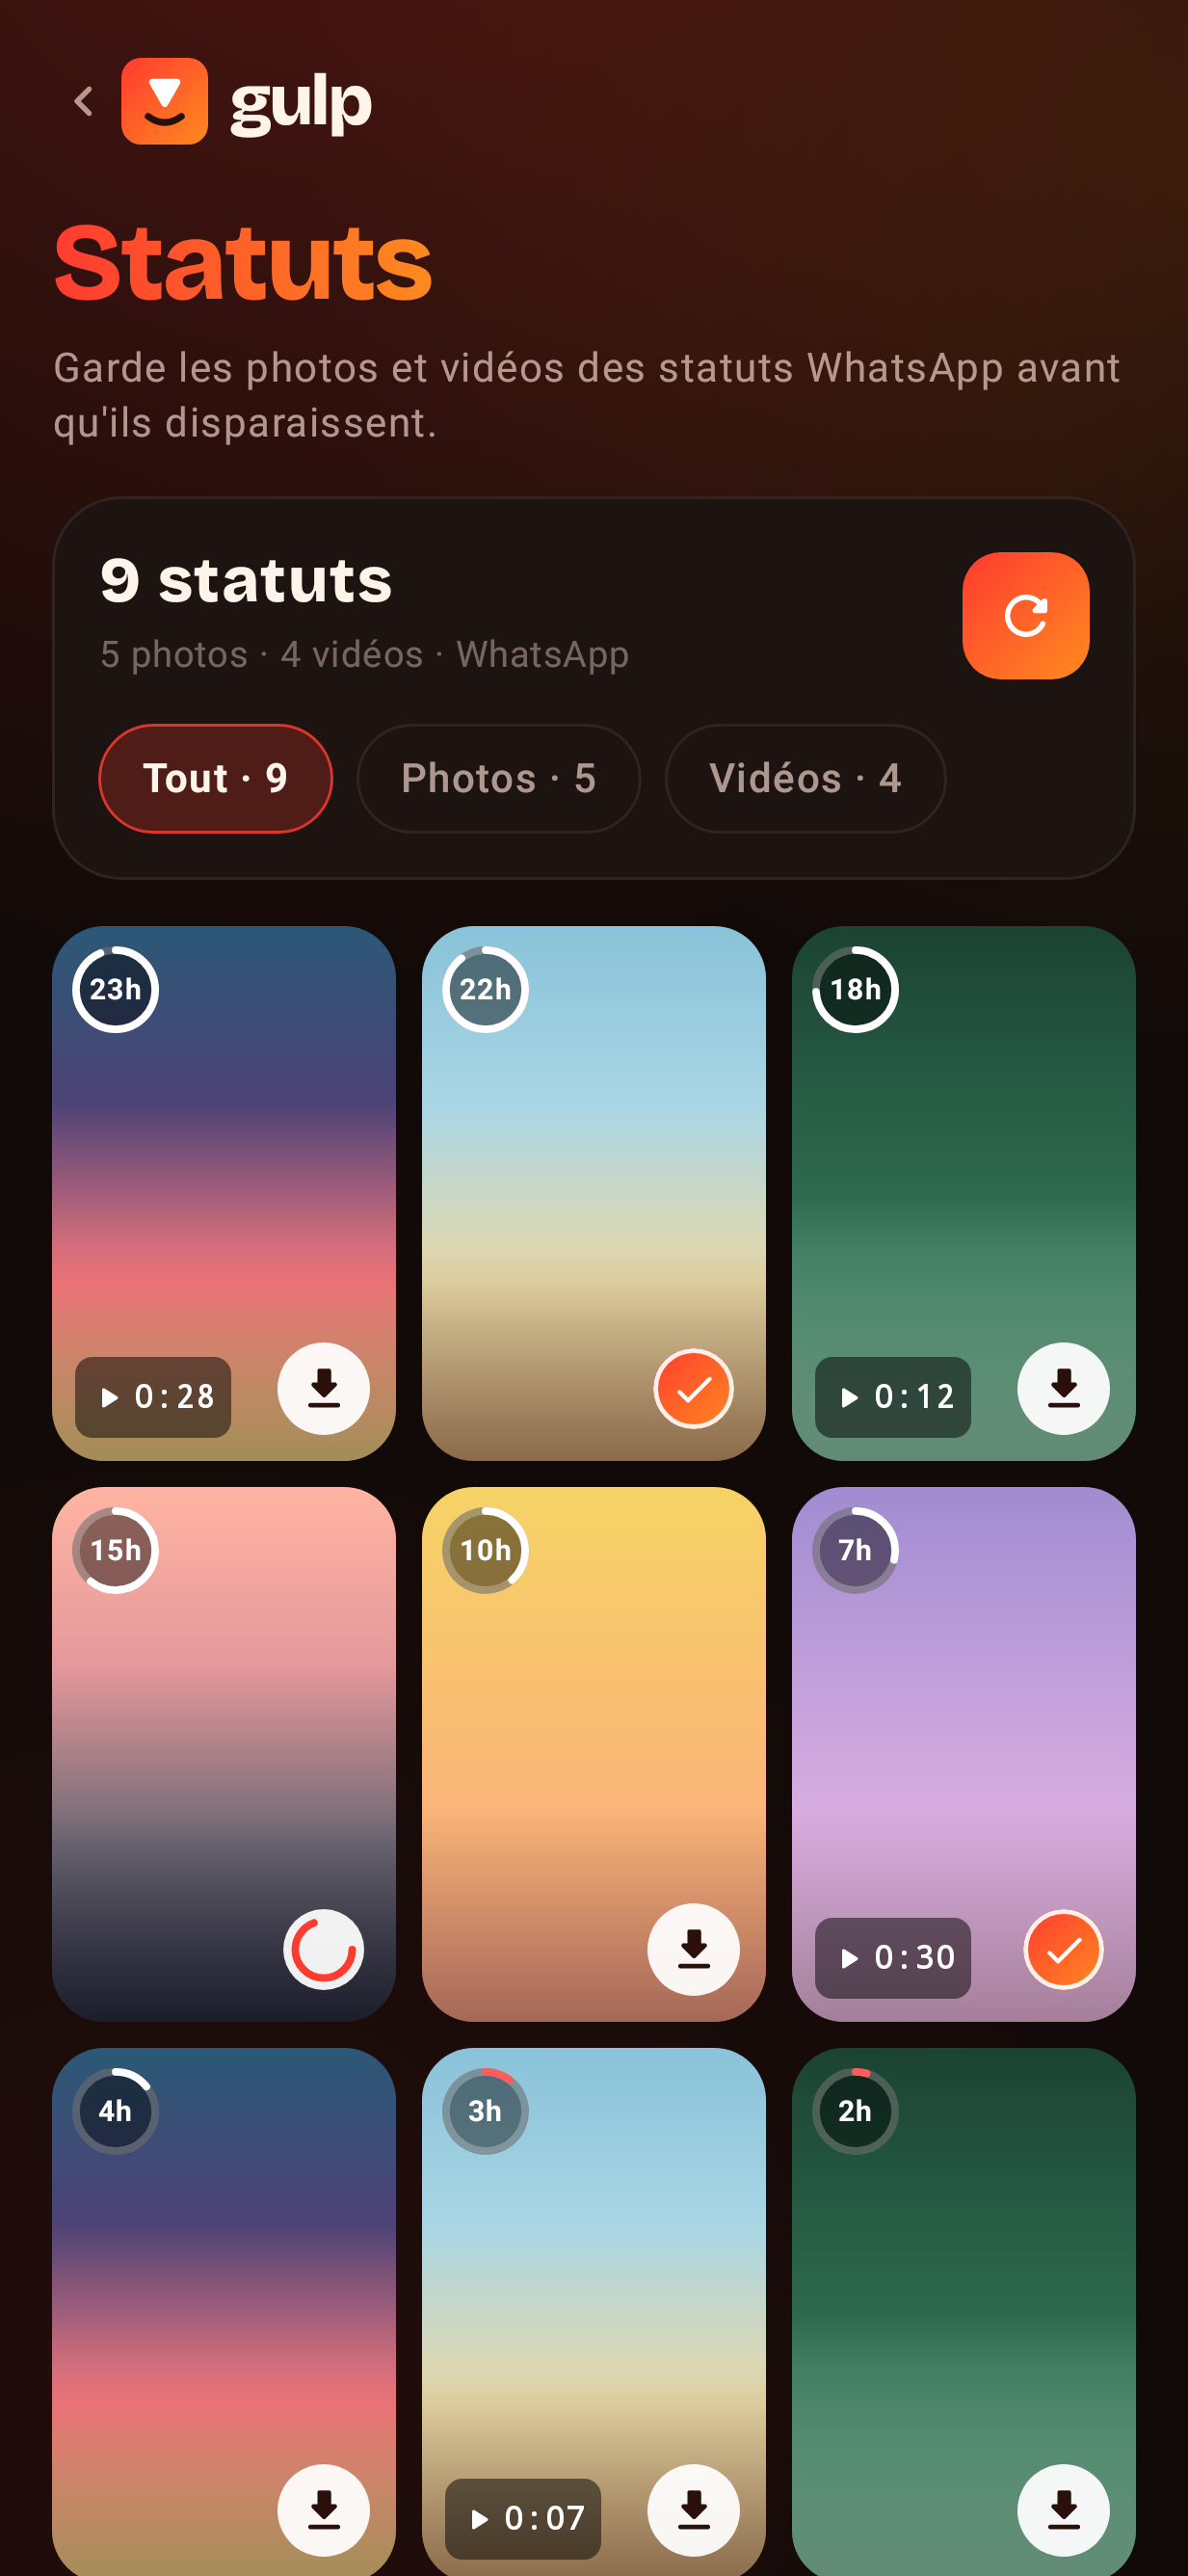 gulp
Statuts
Garde les photos et vidéos des statuts WhatsApp avant
qu'ils disparaissent.
9 statuts
5 photos · 4 vidéos · WhatsApp
Tout · 9 Photos · 5 Vidéos · 4
23h 22h 18h
0:28 0:12
15h 10h 7h
0:30
4h 3h 2h
0:07